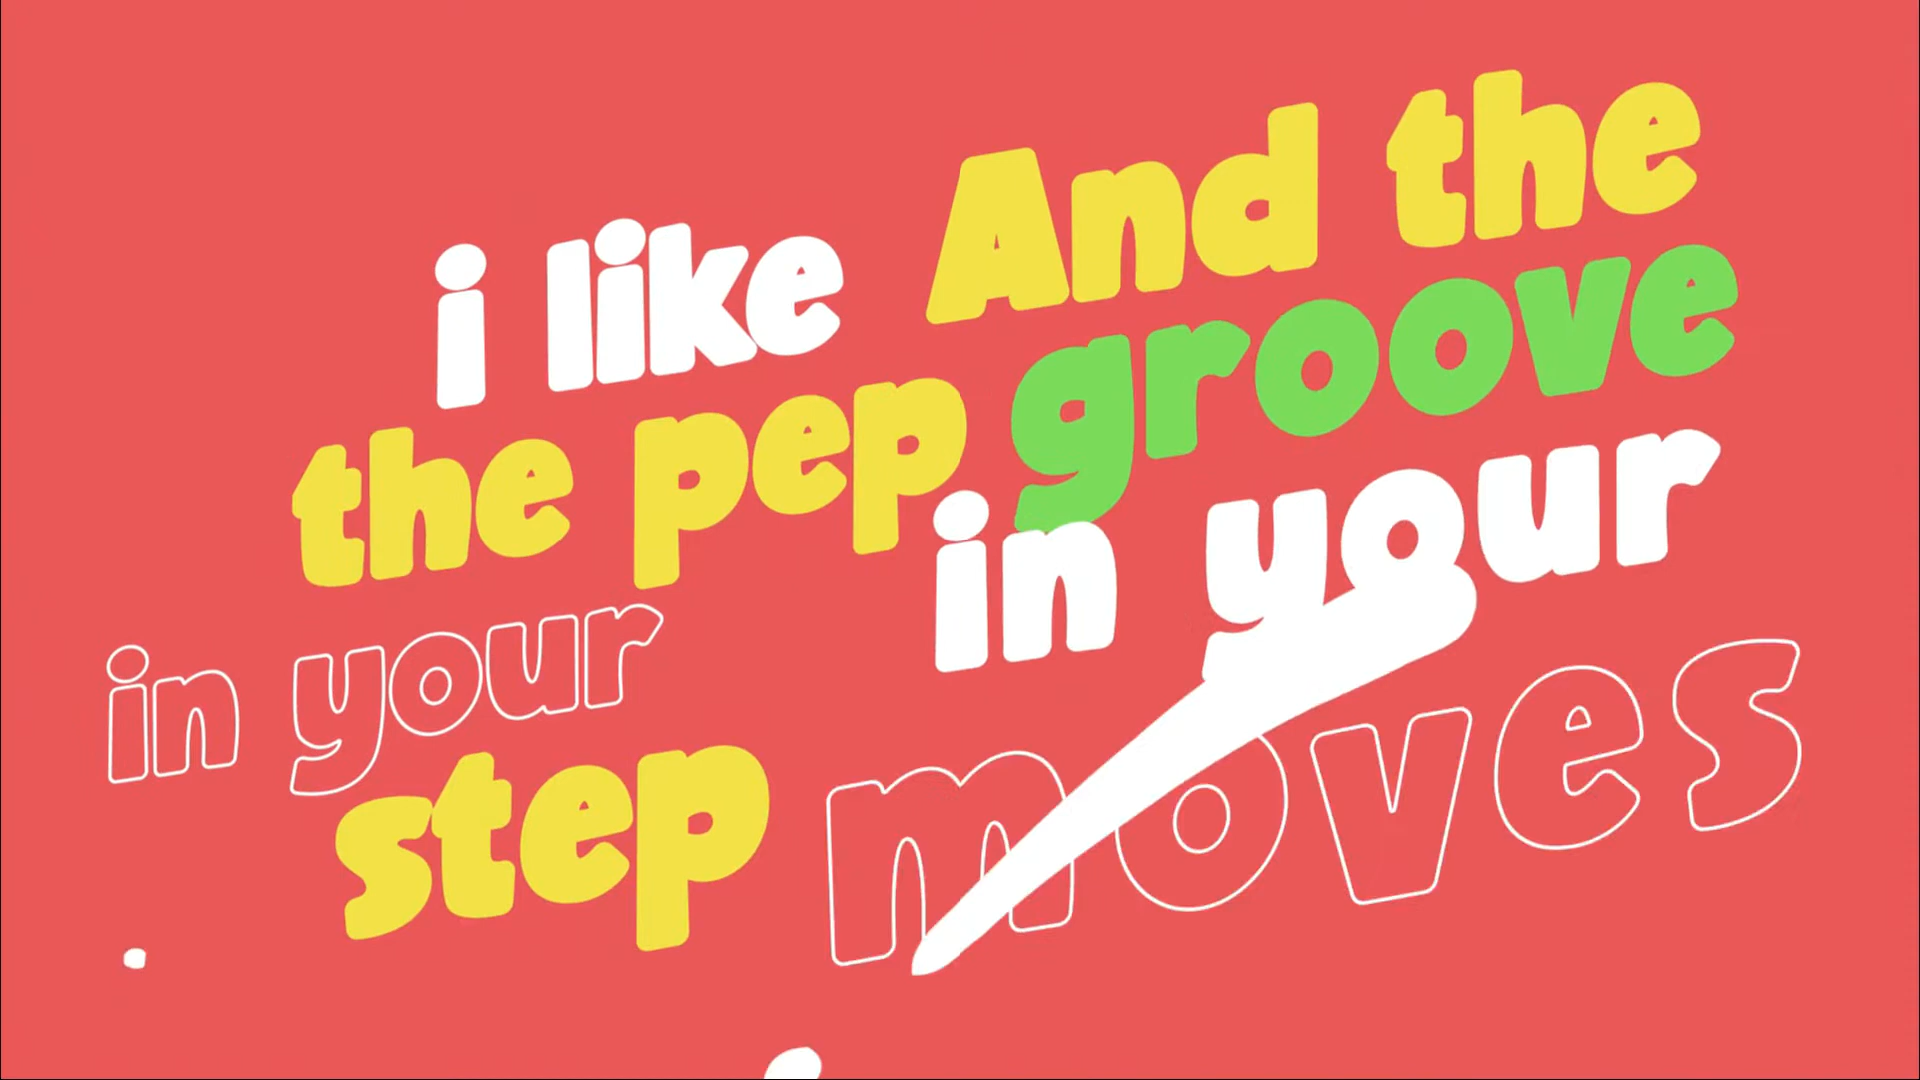 i like
the pep
in your
step
And the
groove
in your
moves